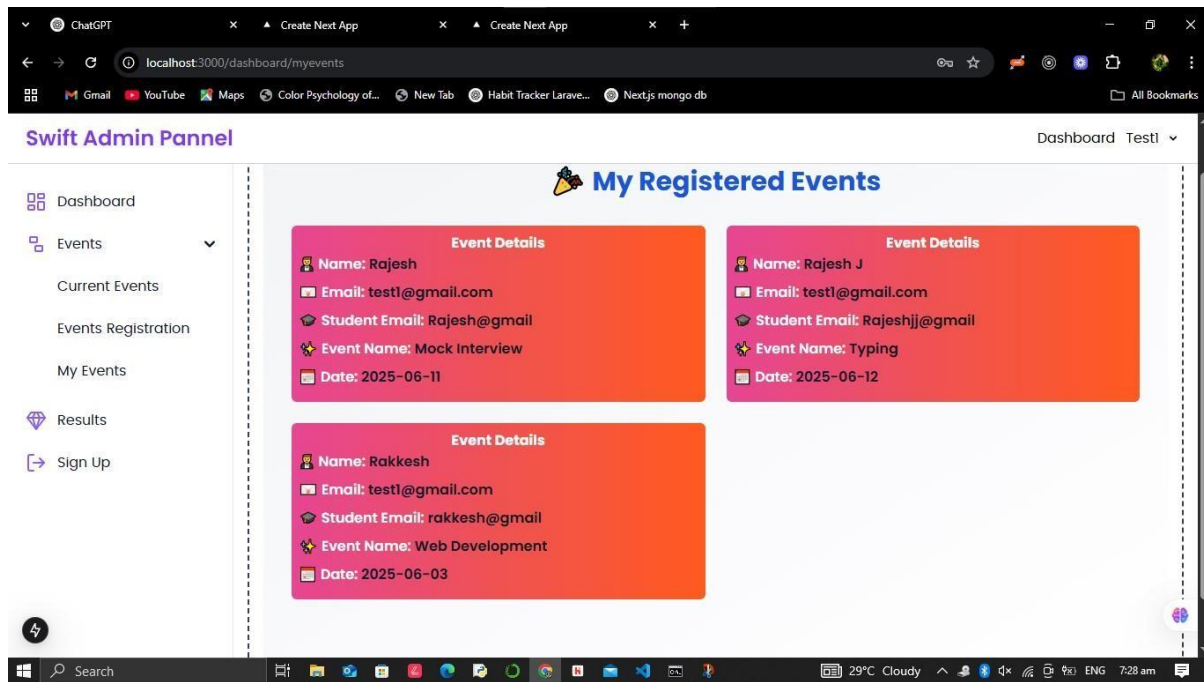 ChatGPT
Create Next App
Create Next App
localhost:3000/dashboard/myevents
Gmail
YouTube
Maps
Color Psychology of...
New Tab
Habit Tracker Larave...
Next.js mongo db
All Bookmarks
Swift Admin Pannel
Dashboard
Test1
Dashboard
Events
Current Events
Events Registration
My Events
Results
Sign Up
My Registered Events
Event Details
Name: Rajesh
Email: test1@gmail.com
Student Email: Rajesh@gmail
Event Name: Mock Interview
Date: 2025-06-11
Event Details
Name: Rajesh J
Email: test1@gmail.com
Student Email: Rajeshjj@gmail
Event Name: Typing
Date: 2025-06-12
Event Details
Name: Rakkesh
Email: test1@gmail.com
Student Email: rakkesh@gmail
Event Name: Web Development
Date: 2025-06-03
Search
29°C Cloudy
ENG
7:28 am